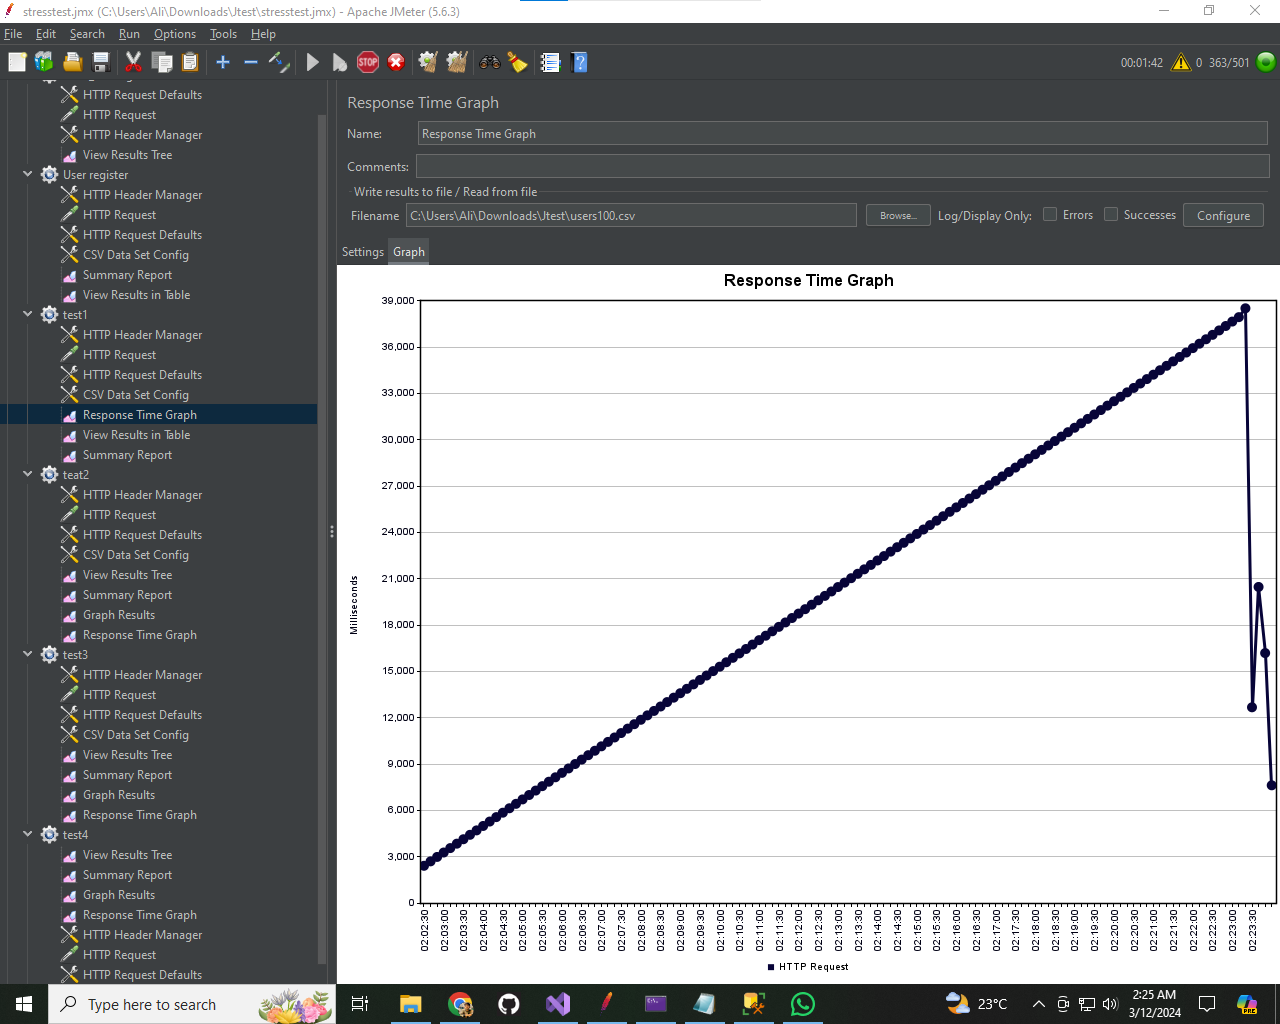 stresstest.jmx (C:\Users\Ali\Downloads\Jtest\stresstest.jmx) - Apache JMeter (5.6.3)
File Edit Search Run Options Tools Help
STOP
00:01:42 0 363/501
HTTP Request Defaults
HTTP Request
HTTP Header Manager
View Results Tree
User register
HTTP Header Manager
HTTP Request
HTTP Request Defaults
CSV Data Set Config
Summary Report
View Results in Table
test1
HTTP Header Manager
HTTP Request
HTTP Request Defaults
CSV Data Set Config
Response Time Graph
View Results in Table
Summary Report
teat2
HTTP Header Manager
HTTP Request
HTTP Request Defaults
CSV Data Set Config
View Results Tree
Summary Report
Graph Results
Response Time Graph
test3
HTTP Header Manager
HTTP Request
HTTP Request Defaults
CSV Data Set Config
View Results Tree
Summary Report
Graph Results
Response Time Graph
test4
View Results Tree
Summary Report
Graph Results
Response Time Graph
HTTP Header Manager
HTTP Request
HTTP Request Defaults
Response Time Graph
Name: Response Time Graph
Comments:
Write results to file / Read from file
Filename C:\Users\Ali\Downloads\Jtest\users100.csv Browse... Log/Display Only: Errors Successes Configure
Settings Graph
Response Time Graph
39,000
36,000
33,000
30,000
27,000
24,000
21,000
18,000
15,000
12,000
9,000
6,000
3,000
0
Milliseconds
02:02:30
02:03:00
02:03:30
02:04:00
02:04:30
02:05:00
02:05:30
02:06:00
02:06:30
02:07:00
02:07:30
02:08:00
02:08:30
02:09:00
02:09:30
02:10:00
02:10:30
02:11:00
02:11:30
02:12:00
02:12:30
02:13:00
02:13:30
02:14:00
02:14:30
02:15:00
02:15:30
02:16:00
02:16:30
02:17:00
02:17:30
02:18:00
02:18:30
02:19:00
02:19:30
02:20:00
02:20:30
02:21:00
02:21:30
02:22:00
02:22:30
02:23:00
02:23:30
HTTP Request
Type here to search
23°C
2:25 AM
3/12/2024
PRE